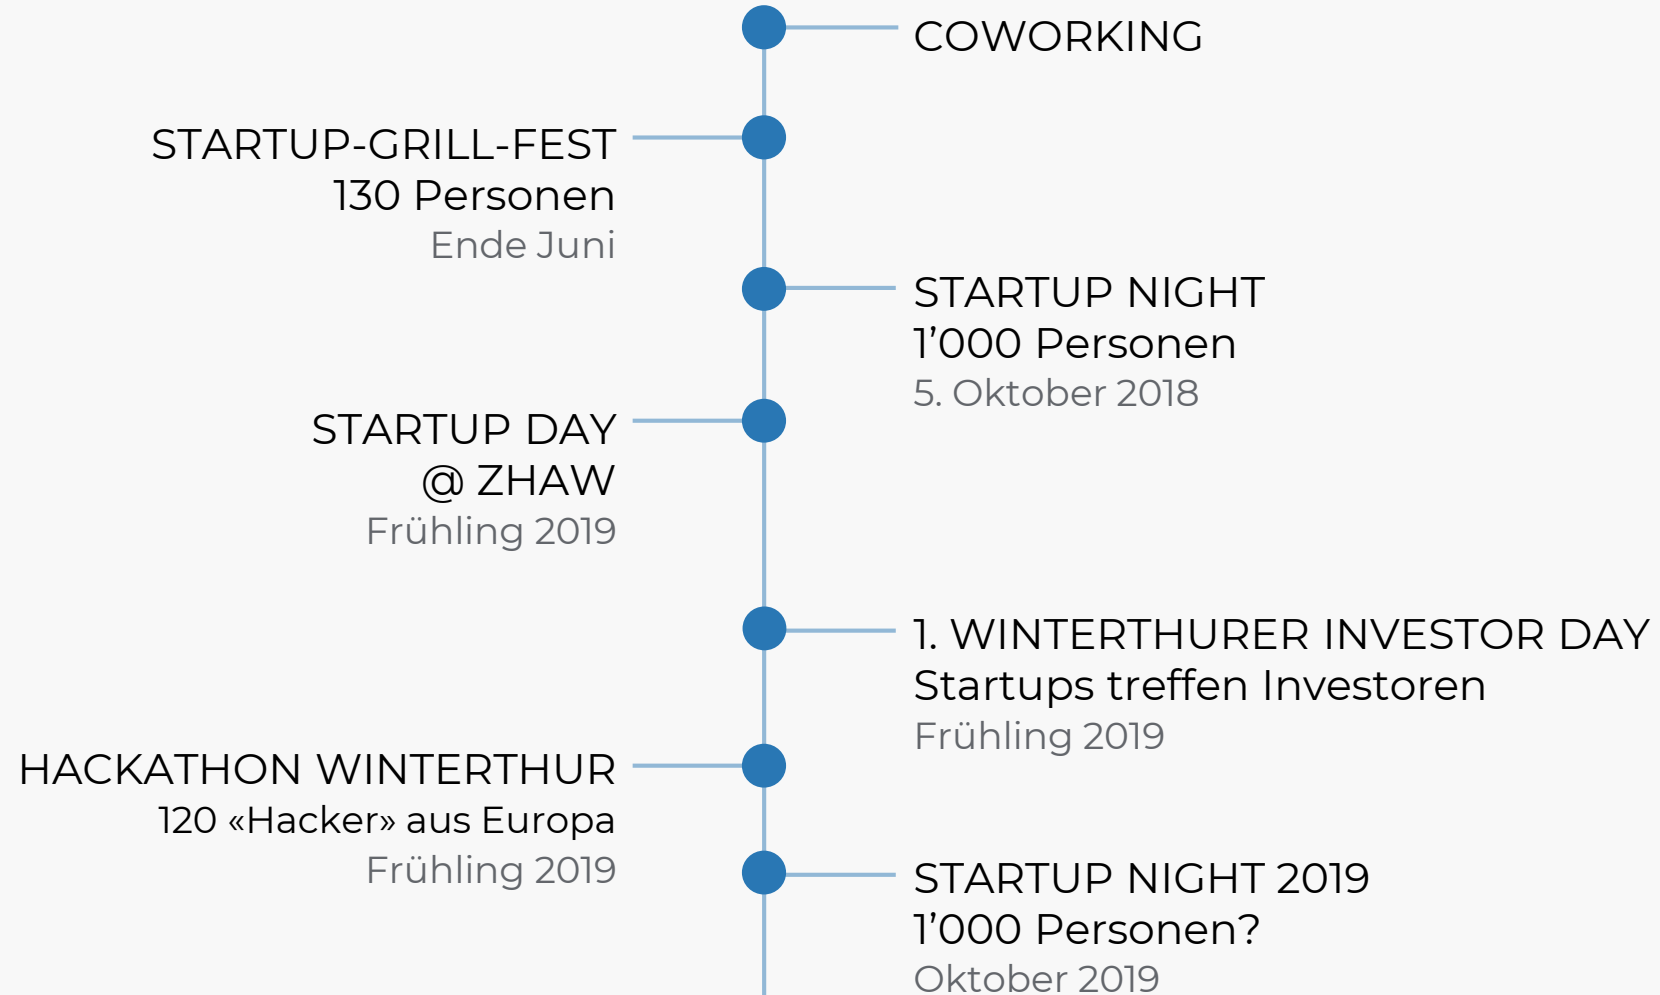 COWORKING
STARTUP-GRILL-FEST
130 Personen
Ende Juni
STARTUP NIGHT
1’000 Personen
5. Oktober 2018
STARTUP DAY
@ ZHAW
Frühling 2019
1. WINTERTHURER INVESTOR DAY
Startups treffen Investoren
Frühling 2019
HACKATHON WINTERTHUR
120 «Hacker» aus Europa
Frühling 2019
STARTUP NIGHT 2019
1’000 Personen?
Oktober 2019